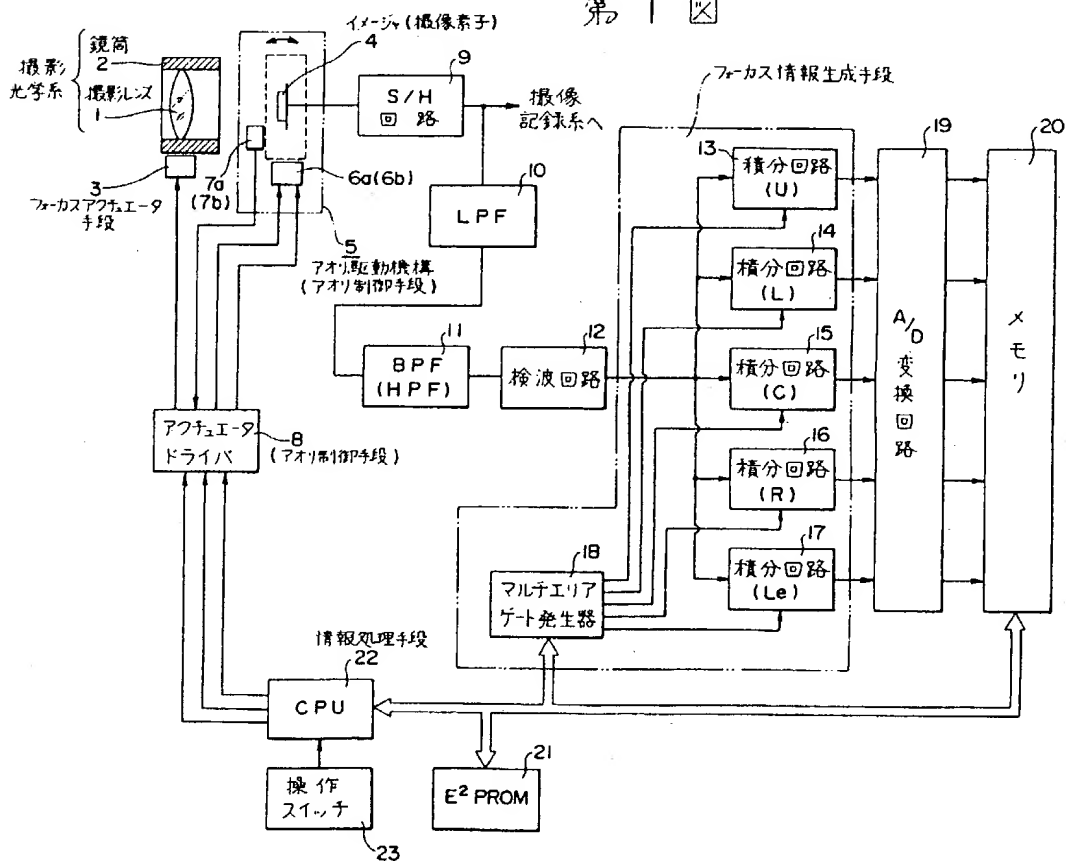 第1図
撮影
光学系
鏡筒
2
撮影レンズ
1
3
フォーカスアクチュエータ
手段
イメージャ(撮像素子)
4
7a
(7b)
6a(6b)
5
アオリ駆動機構
(アオリ制御手段)
9
S/H
回路
撮像
記録系へ
10
LPF
11
BPF
(HPF)
12
検波回路
フォーカス情報生成手段
13
積分回路
(U)
14
積分回路
(L)
15
積分回路
(C)
16
積分回路
(R)
17
積分回路
(Le)
18
マルチエリア
ゲート発生器
19
A/D
変換回路
20
メモリ
アクチュエータ
ドライバ
8
(アオリ制御手段)
情報処理手段
22
CPU
操作
スイッチ
23
21
E² PROM